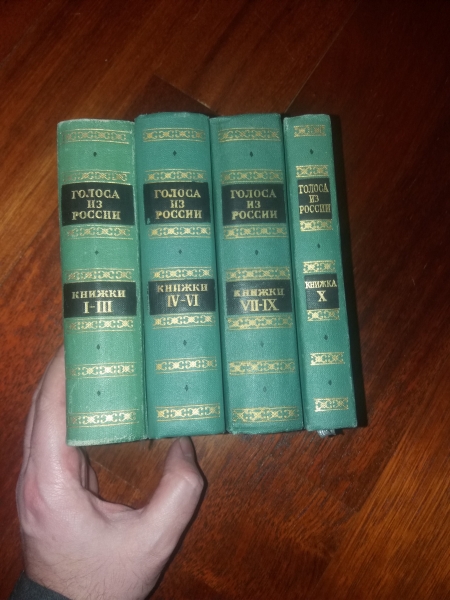 ГОЛОСА
ИЗ
РОССИИ
КНИЖКИ
I-III
ГОЛОСА
ИЗ
РОССИИ
КНИЖКИ
IV-VI
ГОЛОСА
ИЗ
РОССИИ
КНИЖКИ
VII-IX
ГОЛОСА
ИЗ
РОССИИ
КНИЖКА
X